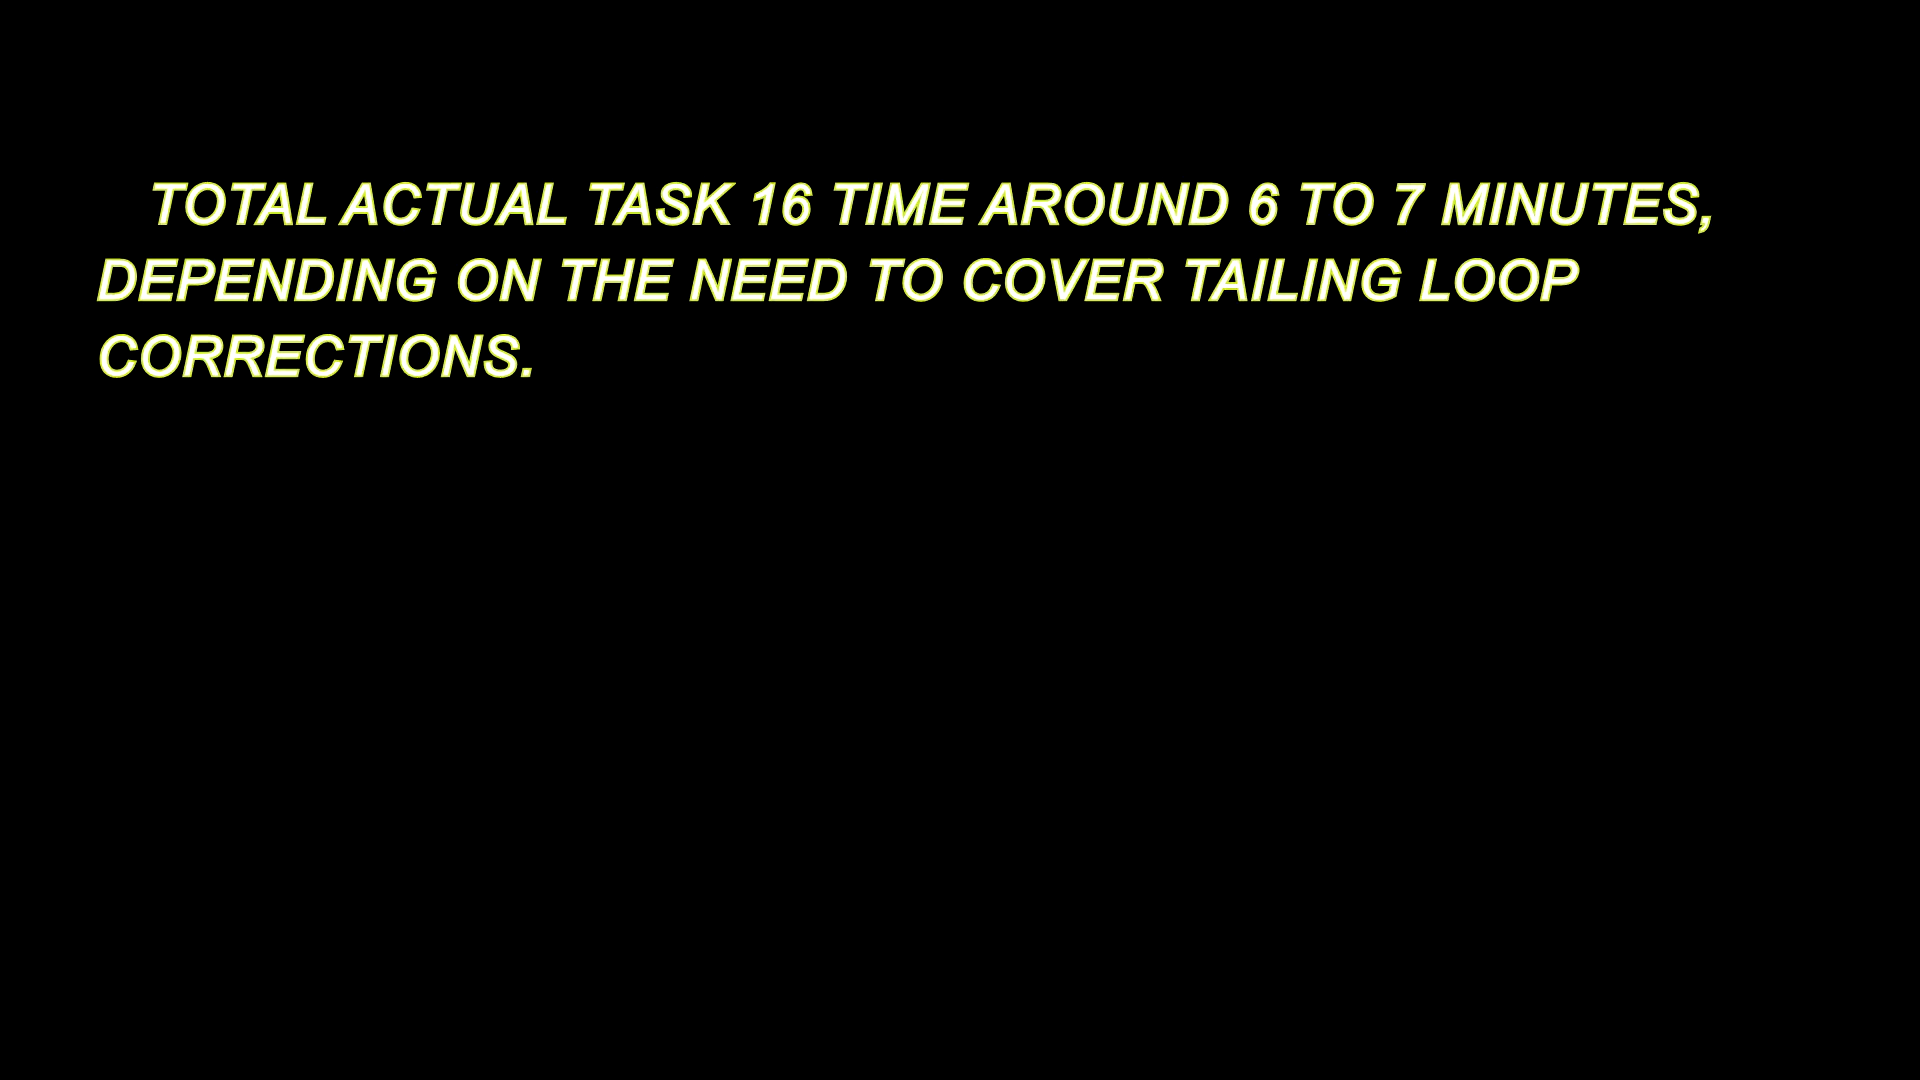 TOTAL ACTUAL TASK 16 TIME AROUND 6 TO 7 MINUTES,
DEPENDING ON THE NEED TO COVER TAILING LOOP
CORRECTIONS.